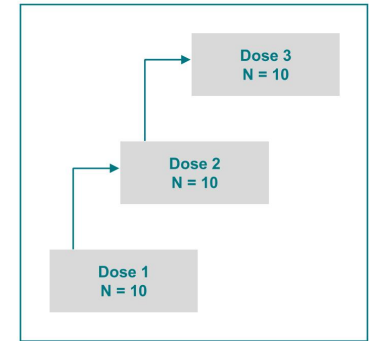 Dose 3
N = 10
Dose 2
N = 10
Dose 1
N = 10